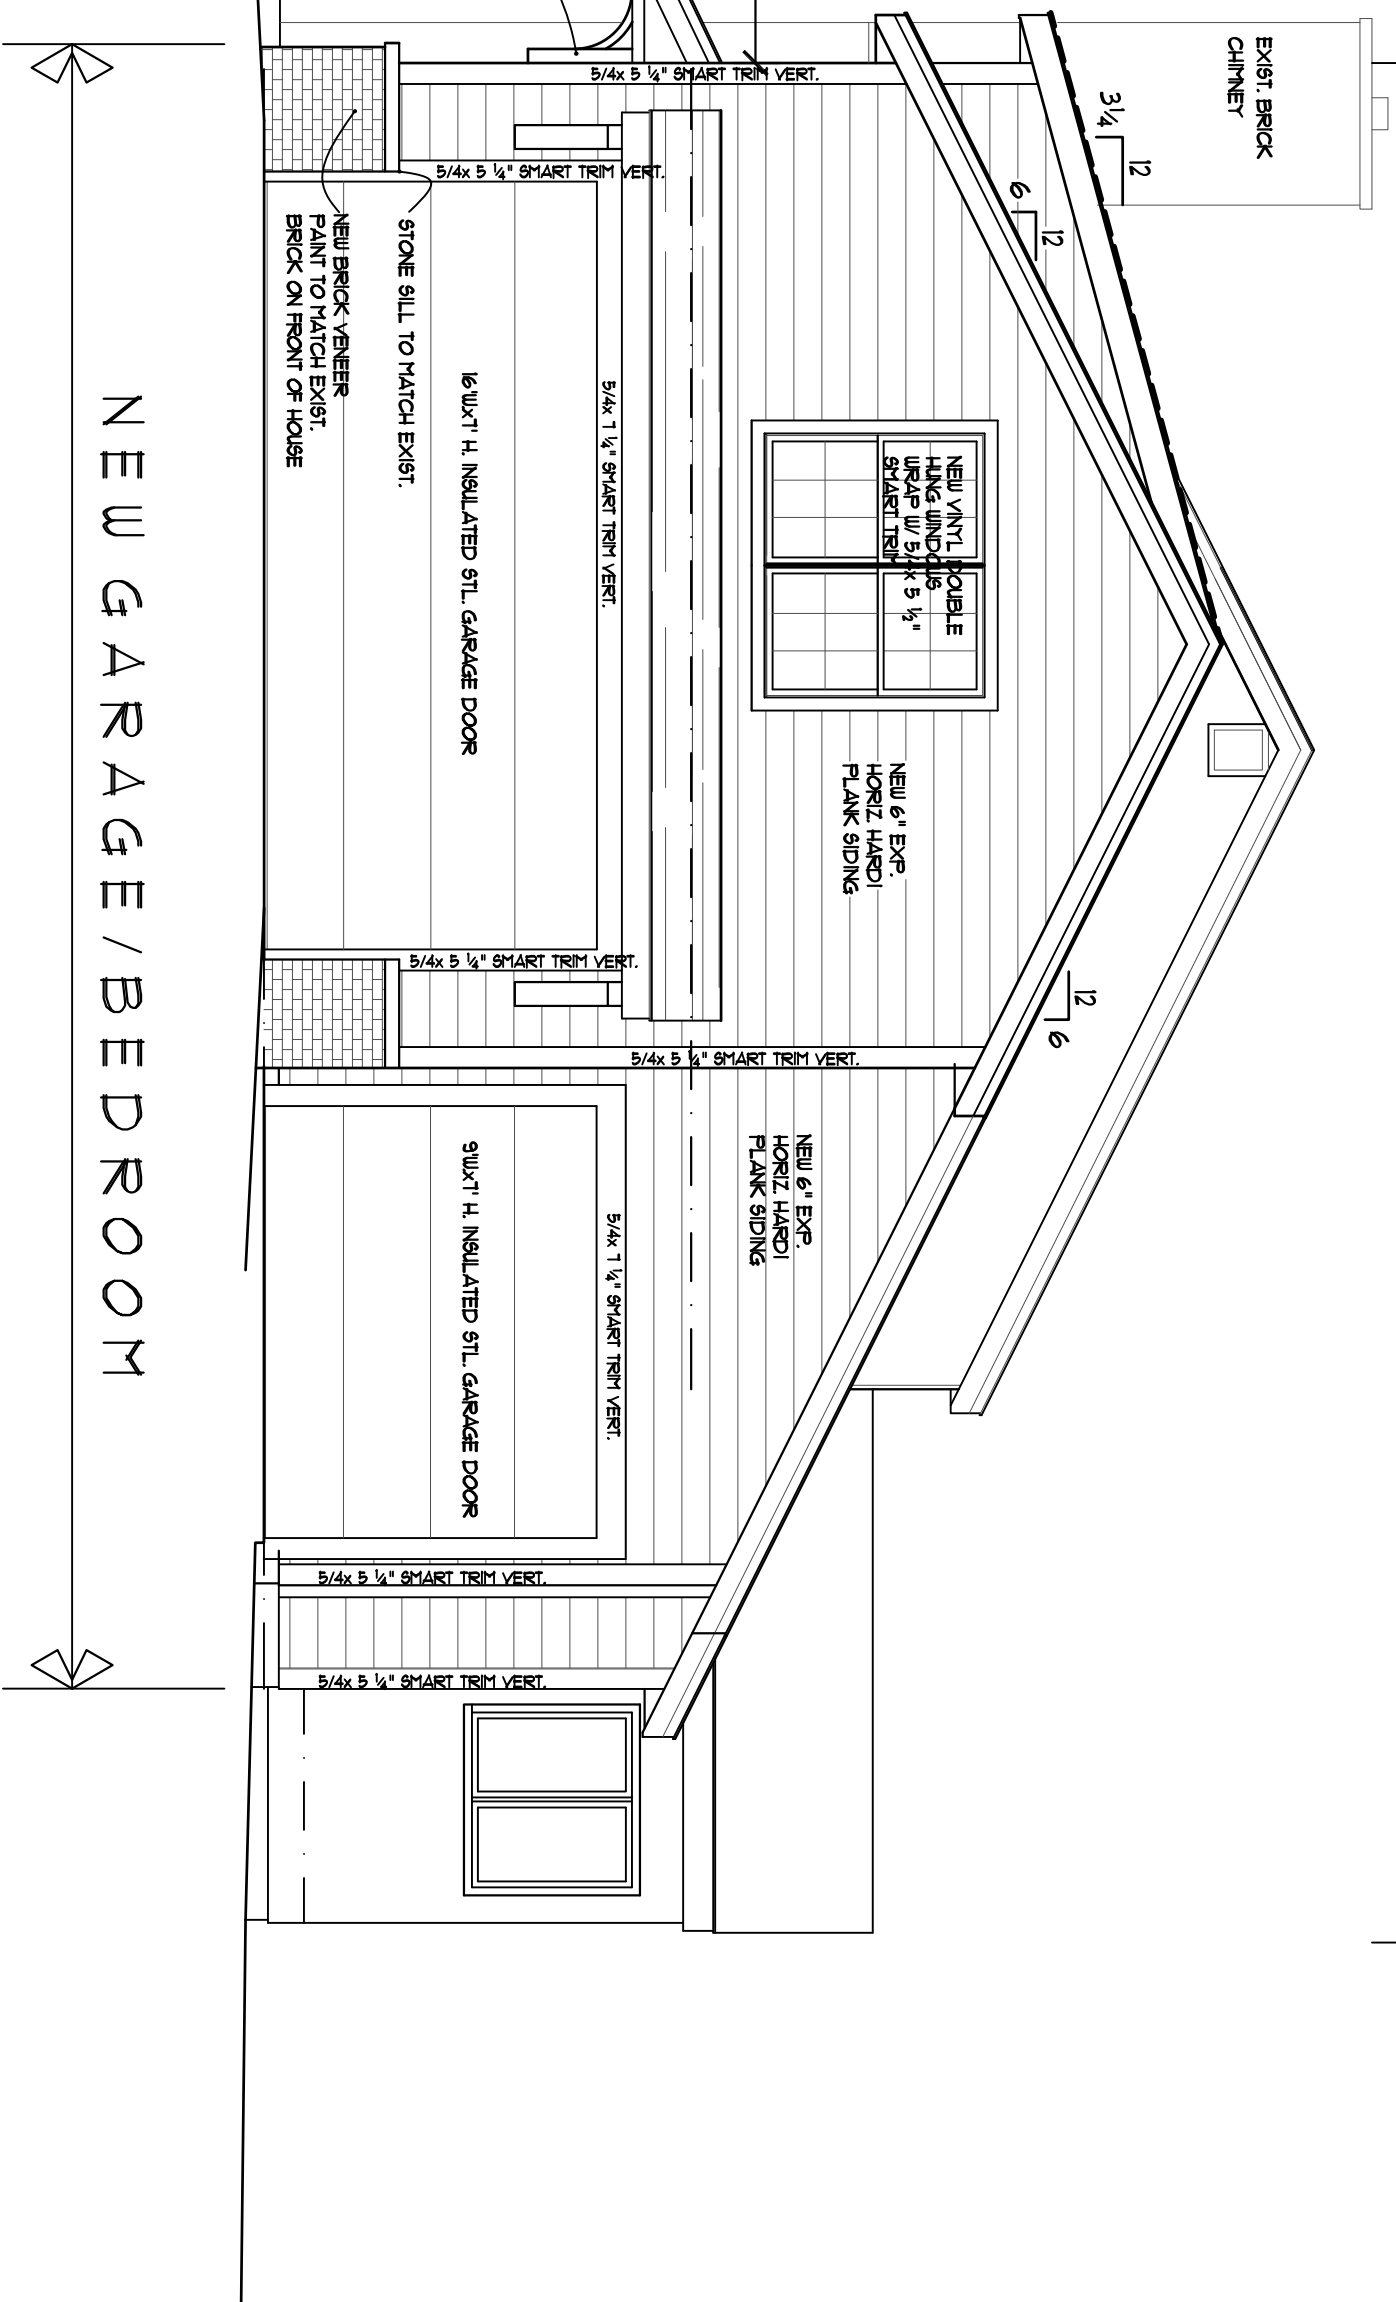 EXIST. BRICK
CHIMNEY
3 1/4
12
6
12
12
6
NEW VINYL DOUBLE
HUNG WINDOWS
WRAP W/ 5/4x 5 1/2"
SMART TRIM
NEW 6" EXP.
HORIZ. HARDI
PLANK SIDING
NEW 6" EXP.
HORIZ. HARDI
PLANK SIDING
5/4x 5 1/4" SMART TRIM VERT.
5/4x 5 1/4" SMART TRIM VERT.
5/4x 7 1/4" SMART TRIM VERT.
5/4x 5 1/4" SMART TRIM VERT.
5/4x 5 1/4" SMART TRIM VERT.
5/4x 7 1/4" SMART TRIM VERT.
5/4x 5 1/4" SMART TRIM VERT.
5/4x 5 1/4" SMART TRIM VERT.
16'Wx7' H. INSULATED STL. GARAGE DOOR
9'Wx7' H. INSULATED STL. GARAGE DOOR
STONE SILL TO MATCH EXIST.
NEW BRICK VENEER
PAINT TO MATCH EXIST.
BRICK ON FRONT OF HOUSE
NEW GARAGE/BEDROOM